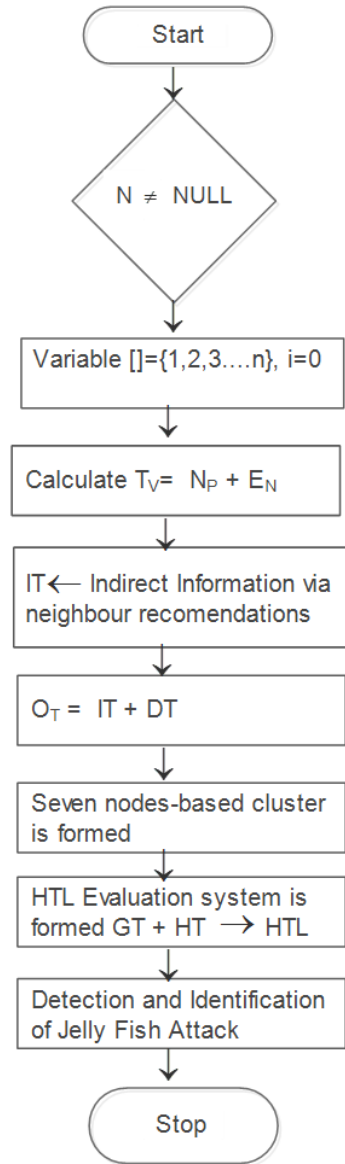 Start
N ≠ NULL
Variable []={1,2,3....n}, i=0
Calculate Tᵥ= Nₚ + Eₙ
IT← Indirect Information via
neighbour recomendations
Oₜ = IT + DT
Seven nodes-based cluster
is formed
HTL Evaluation system is
formed GT + HT → HTL
Detection and Identification
of Jelly Fish Attack
Stop